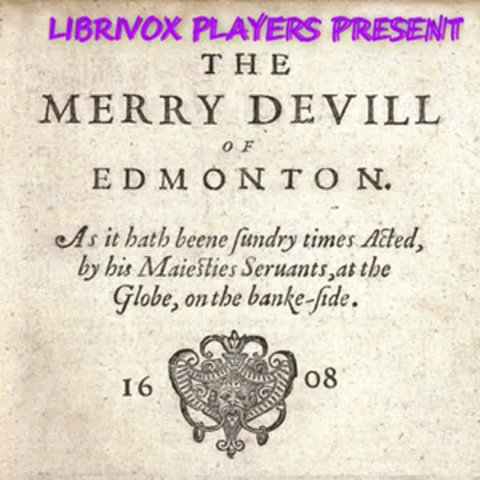 LIBRIVOX PLAYERS PRESENT
THE
MERRY DEVILL
OF
EDMONTON.
As it hath beene ſundry times Acted,
by his Maieſties Seruants, at the
Globe, on the banke-ſide.
16 08